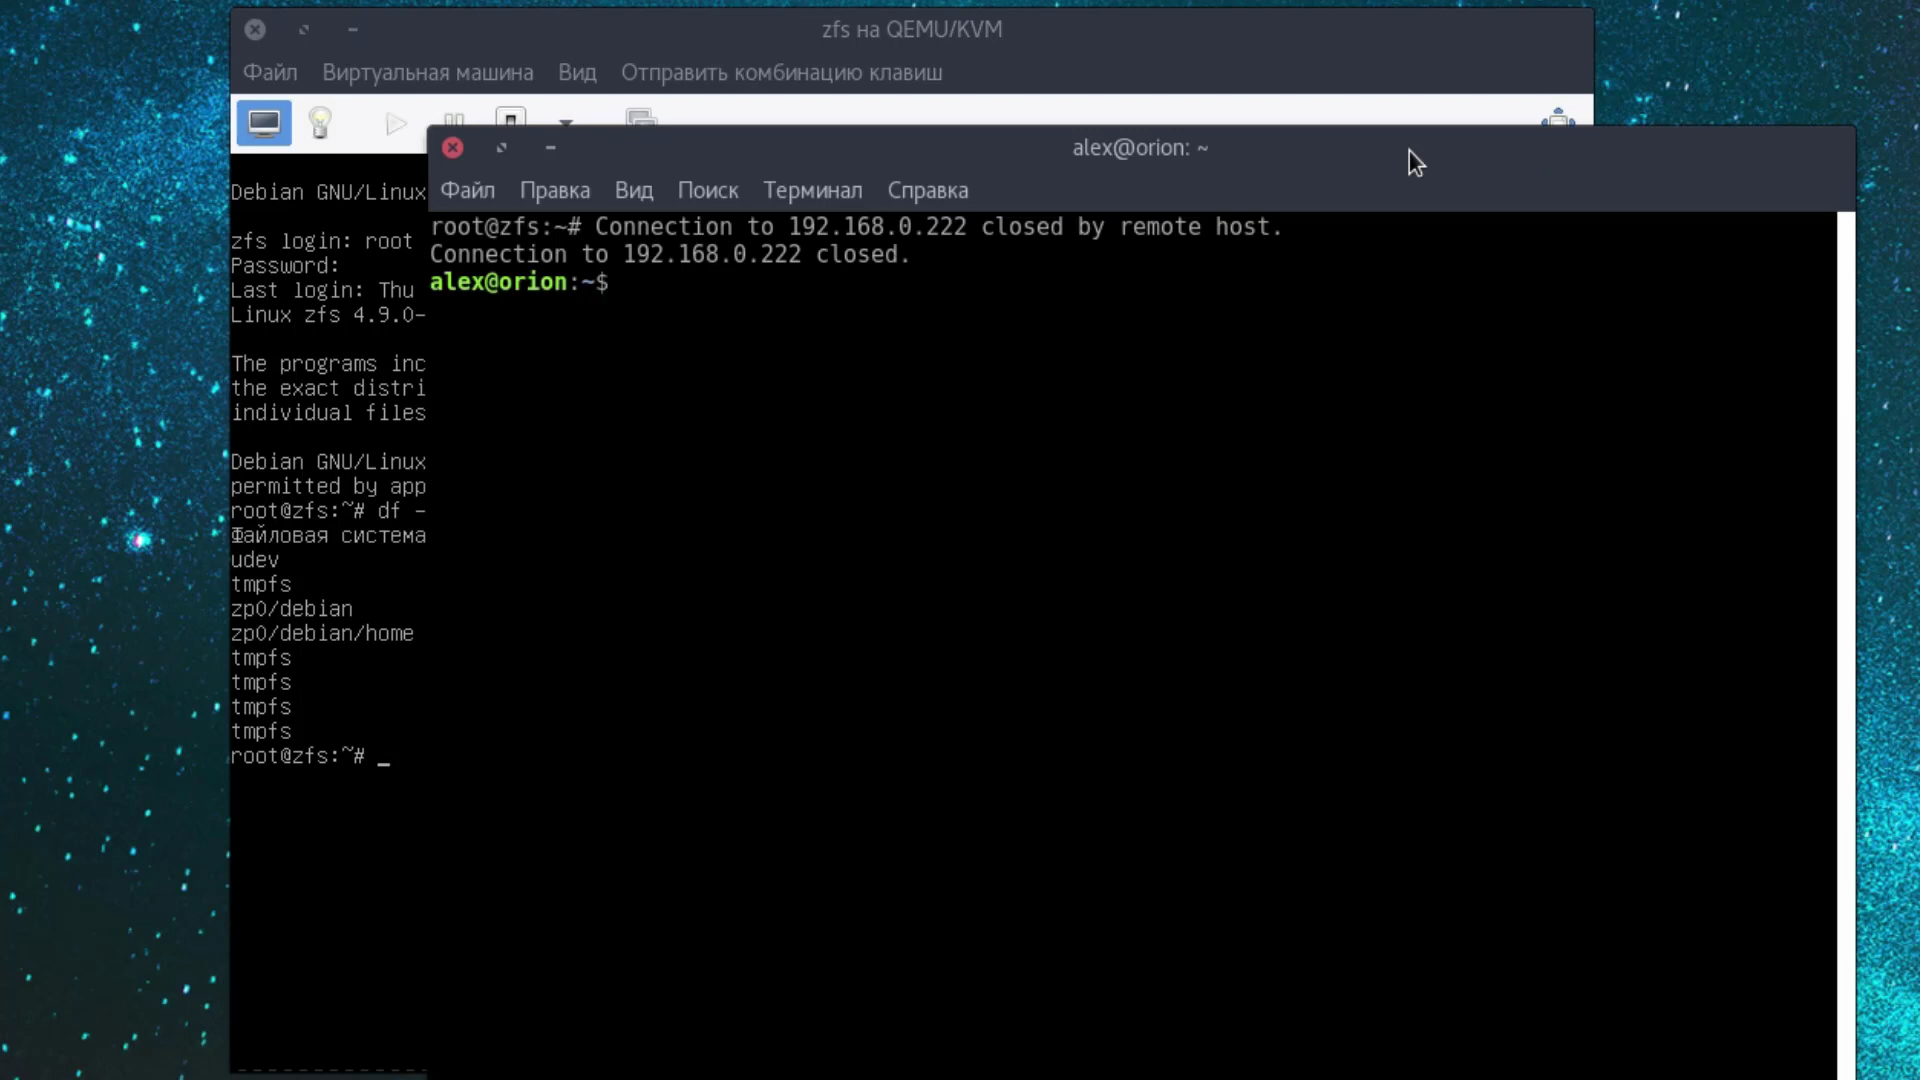 zfs на QEMU/KVM
Файл Виртуальная машина Вид Отправить комбинацию клавиш
Debian GNU/Linux
zfs login: root
Password:
Last login: Thu
Linux zfs 4.9.0-
The programs inc
the exact distri
individual files
Debian GNU/Linux
permitted by app
root@zfs:~# df -
Файловая система
udev
tmpfs
zp0/debian
zp0/debian/home
tmpfs
tmpfs
tmpfs
tmpfs
root@zfs:~# _
alex@orion: ~
Файл Правка Вид Поиск Терминал Справка
root@zfs:~# Connection to 192.168.0.222 closed by remote host.
Connection to 192.168.0.222 closed.
alex@orion:~$